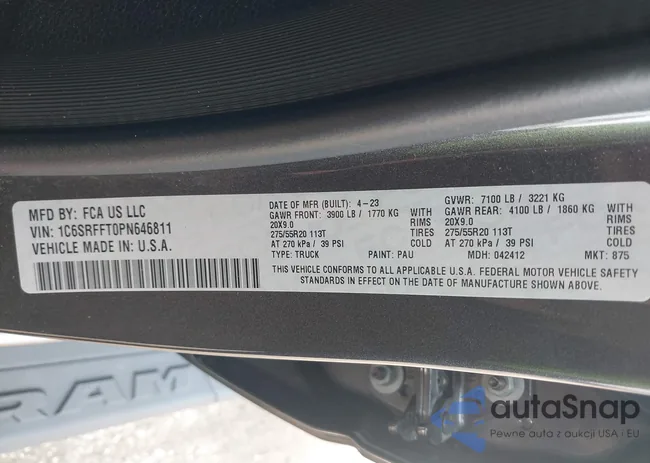 MFD BY: FCA US LLC
VIN: 1C6SRFFT0PN646811
VEHICLE MADE IN U.S.A.
DATE OF MFR (BUILT): 4-23
GAWR FRONT: 3900 LB / 1770 KG WITH
20X9.0 RIMS
275/55R20 113T TIRES
AT 270 kPa / 39 PSI COLD
TYPE: TRUCK PAINT: PAU
GVWR: 7100 LB / 3221 KG
GAWR REAR: 4100 LB / 1860 KG WITH
20X9.0 RIMS
275/55R20 113T TIRES
AT 270 kPa / 39 PSI COLD
MDH: 042412 MKT: 875
THIS VEHICLE CONFORMS TO ALL APPLICABLE U.S.A. FEDERAL MOTOR VEHICLE SAFETY
STANDARDS IN EFFECT ON THE DATE OF MANUFACTURE SHOWN ABOVE.
RAM
autaSnap
Pewne auta z aukcji USA i EU